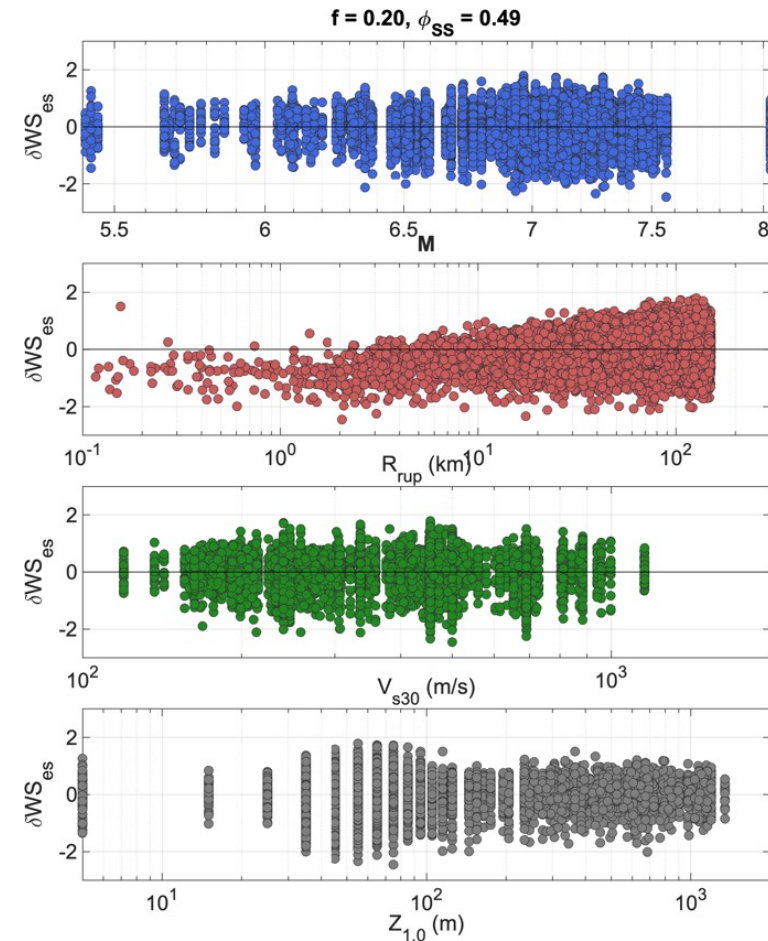 f = 0.20, ϕSS = 0.49
2
0
-2
δWSes
5.5 6 6.5 7 7.5 8
M
2
0
-2
δWSes
10-1 100 101 102
Rrup (km)
2
0
-2
δWSes
102 103
Vs30 (m/s)
2
0
-2
δWSes
101 102 103
Z1.0 (m)